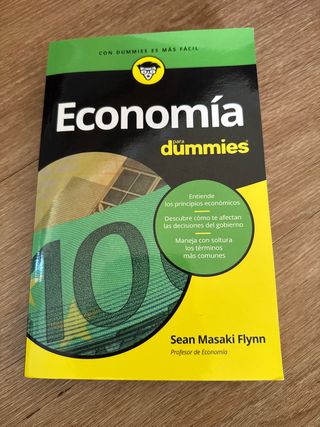 CON DUMMIES ES MÁS FÁCIL
Economía
para
dummies
Entiende
los principios económicos
Descubre cómo te afectan
las decisiones del gobierno
Maneja con soltura
los términos
más comunes
100
Sean Masaki Flynn
Profesor de Economía